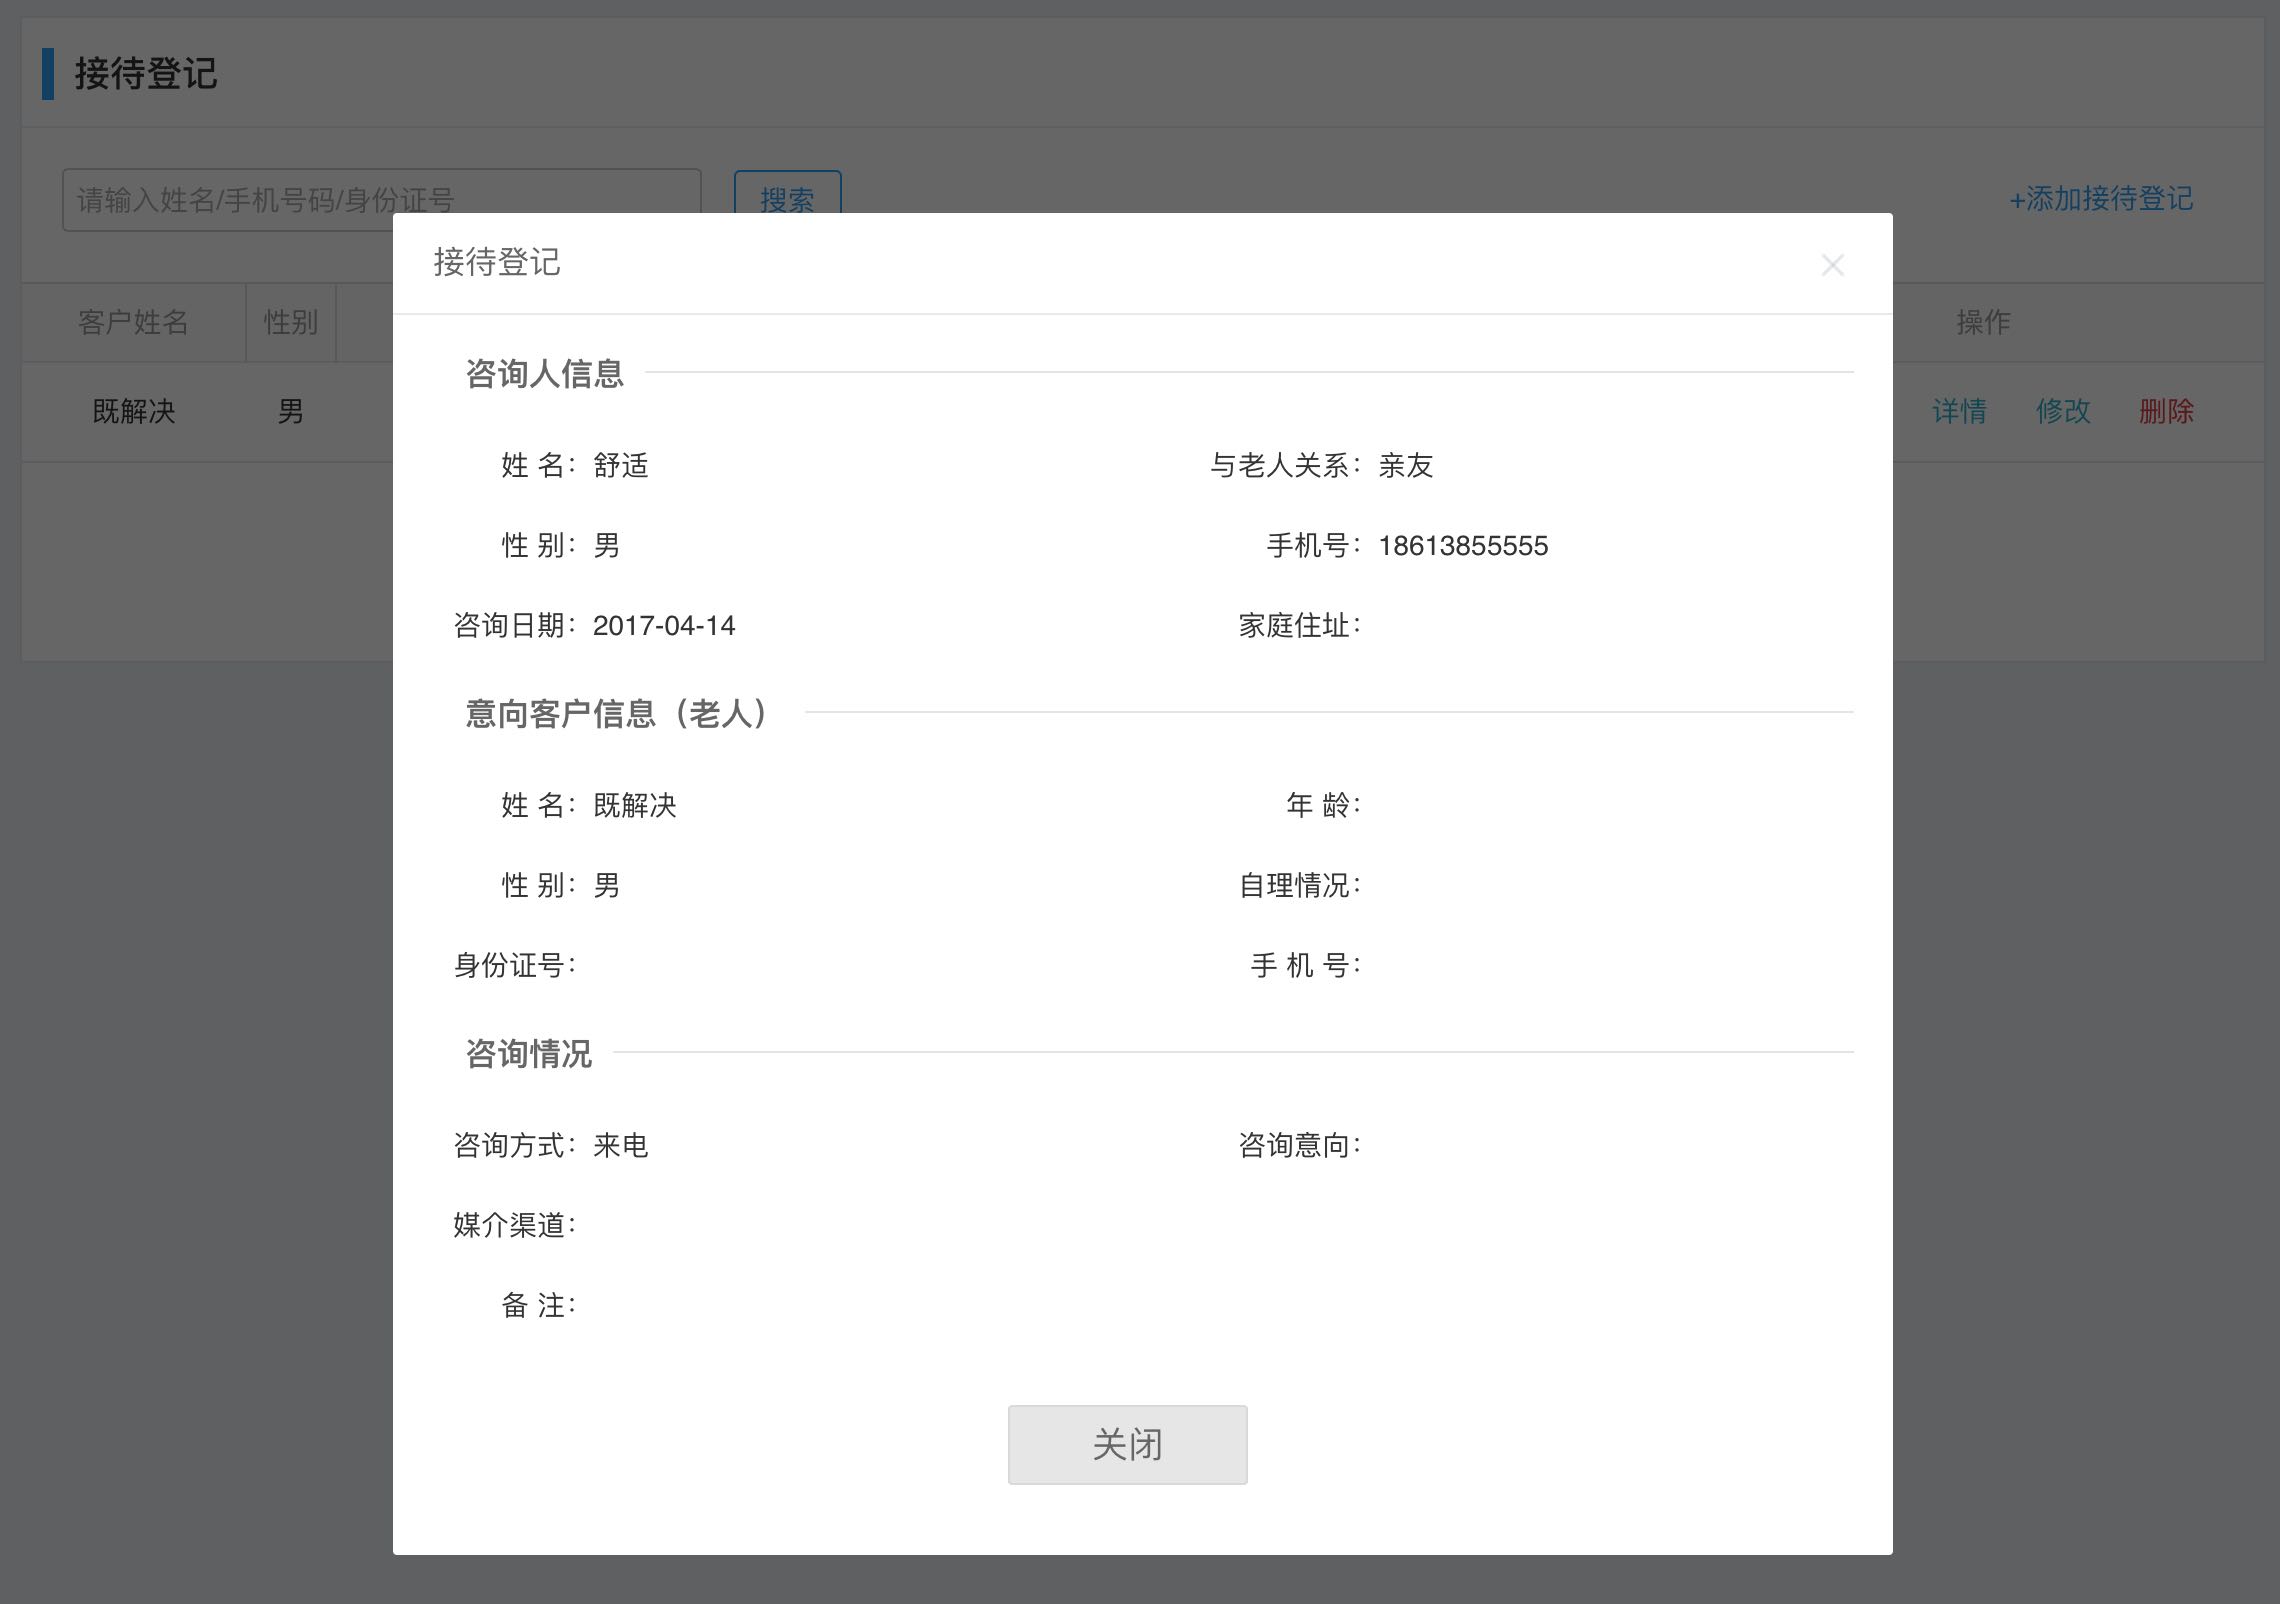 接待登记
请输入姓名/手机号码/身份证号 搜索 +添加接待登记
客户姓名 性别 操作
既解决 男 详情 修改 删除
接待登记
咨询人信息
姓 名： 舒适 与老人关系： 亲友
性 别： 男 手机号： 18613855555
咨询日期： 2017-04-14 家庭住址：
意向客户信息（老人）
姓 名： 既解决 年 龄：
性 别： 男 自理情况：
身份证号： 手 机 号：
咨询情况
咨询方式： 来电 咨询意向：
媒介渠道：
备 注：
关闭